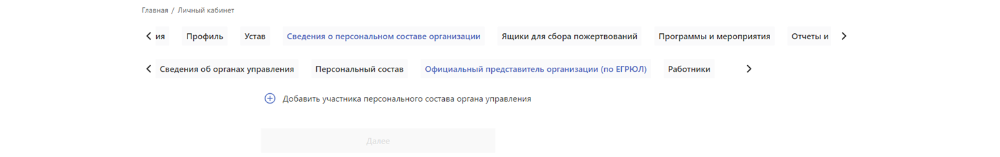 Главная / Личный кабинет
ия Профиль Устав Сведения о персональном составе организации Ящики для сбора пожертвований Программы и мероприятия Отчеты и
Сведения об органах управления Персональный состав Официальный представитель организации (по ЕГРЮЛ) Работники
Добавить участника персонального состава органа управления
Далее